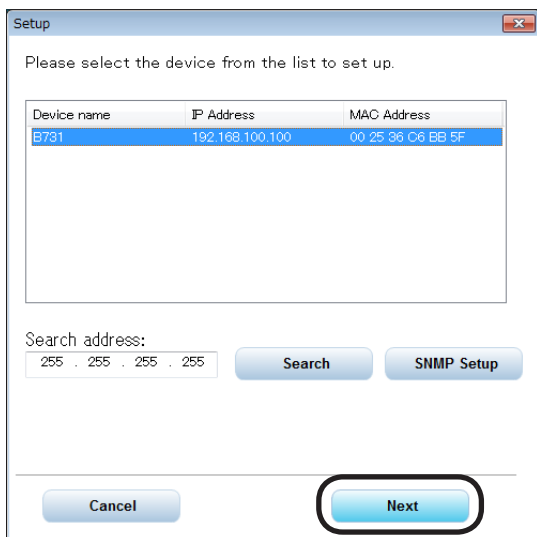 Setup
Please select the device from the list to set up.
Device name IP Address MAC Address
B731 192.168.100.100 00 25 36 C6 BB 5F
Search address:
255 . 255 . 255 . 255 Search SNMP Setup
Cancel Next